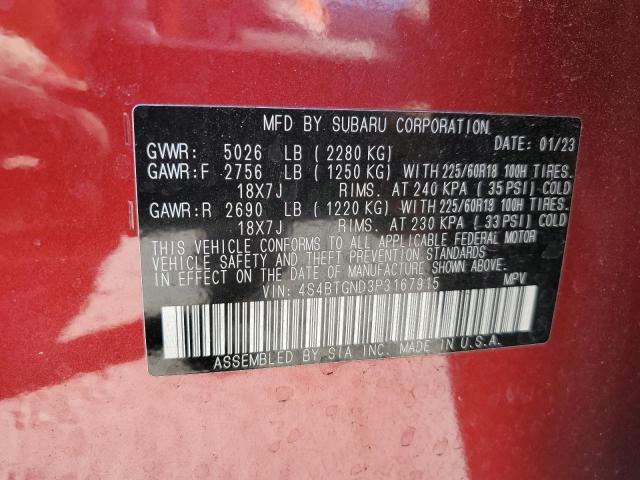 MFD BY SUBARU CORPORATION
DATE: 01/23
GVWR: 5026 LB ( 2280 KG)
GAWR:F 2756 LB ( 1250 KG) WITH 225/60R18 100H TIRES.
18X7J RIMS. AT 240 KPA ( 35 PSI) COLD
GAWR:R 2690 LB ( 1220 KG) WITH 225/60R18 100H TIRES.
18X7J RIMS. AT 230 KPA ( 33 PSI) COLD
THIS VEHICLE CONFORMS TO ALL APPLICABLE FEDERAL MOTOR
VEHICLE SAFETY AND THEFT PREVENTION STANDARDS
IN EFFECT ON THE DATE OF MANUFACTURE SHOWN ABOVE.
VIN: 4S4BTGND3P3167915 MPV
ASSEMBLED BY SIA INC. MADE IN U.S.A.